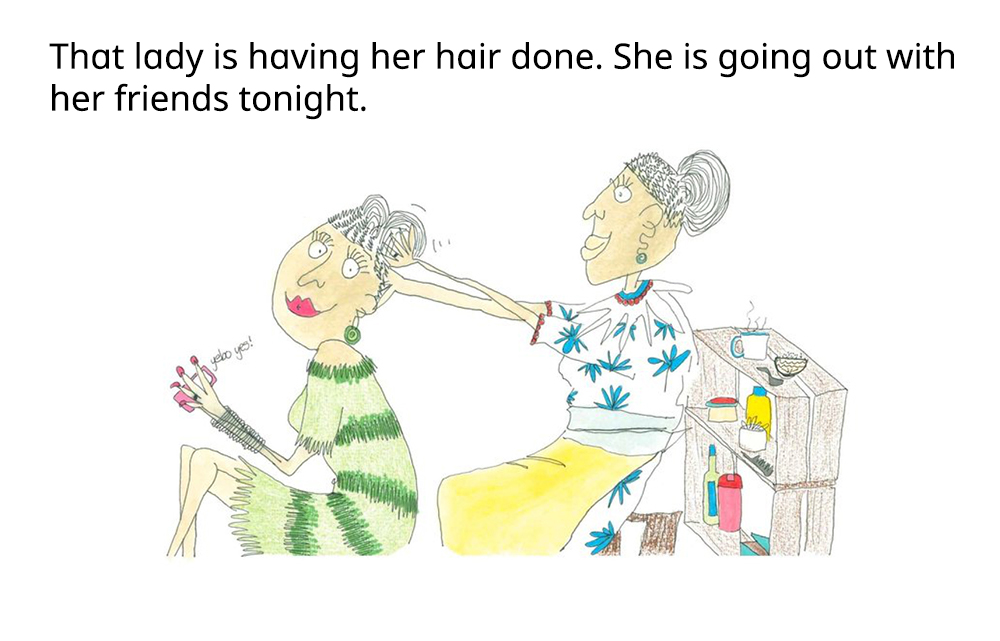 That lady is having her hair done. She is going out with
her friends tonight.
yebo yes!